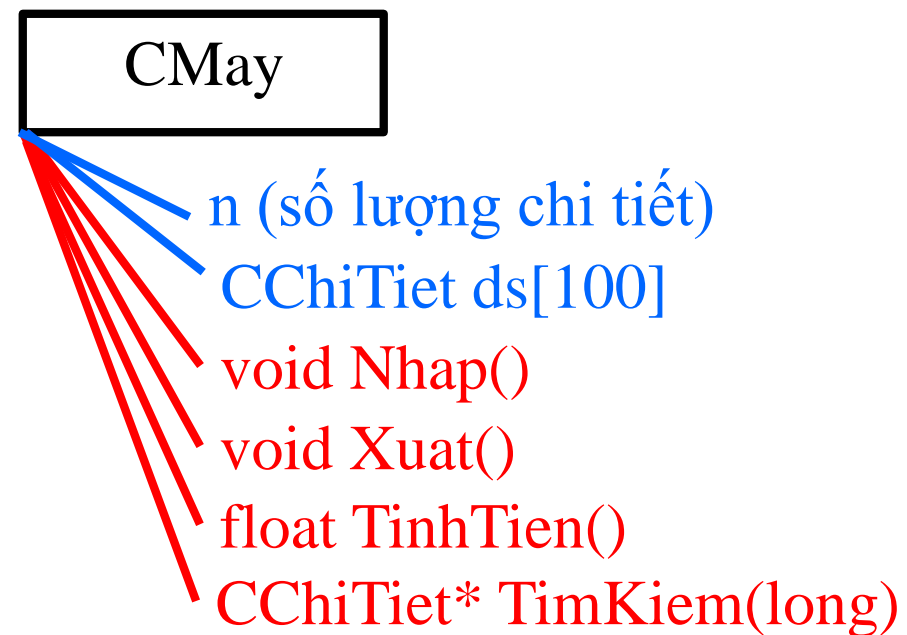 CMay
n (số lượng chi tiết)
CChiTiet ds[100]
void Nhap()
void Xuat()
float TinhTien()
CChiTiet* TimKiem(long)